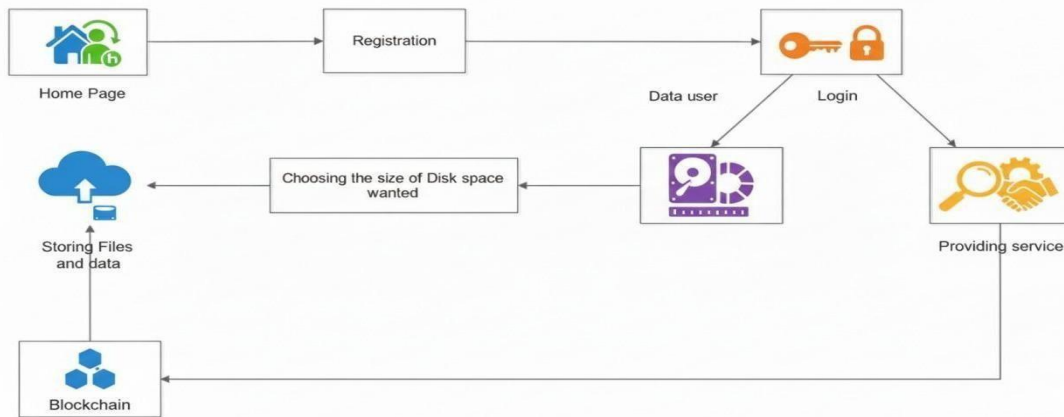 Registration
Home Page
Data user
Login
Choosing the size of Disk space
wanted
Storing Files
and data
Providing service
Blockchain
h